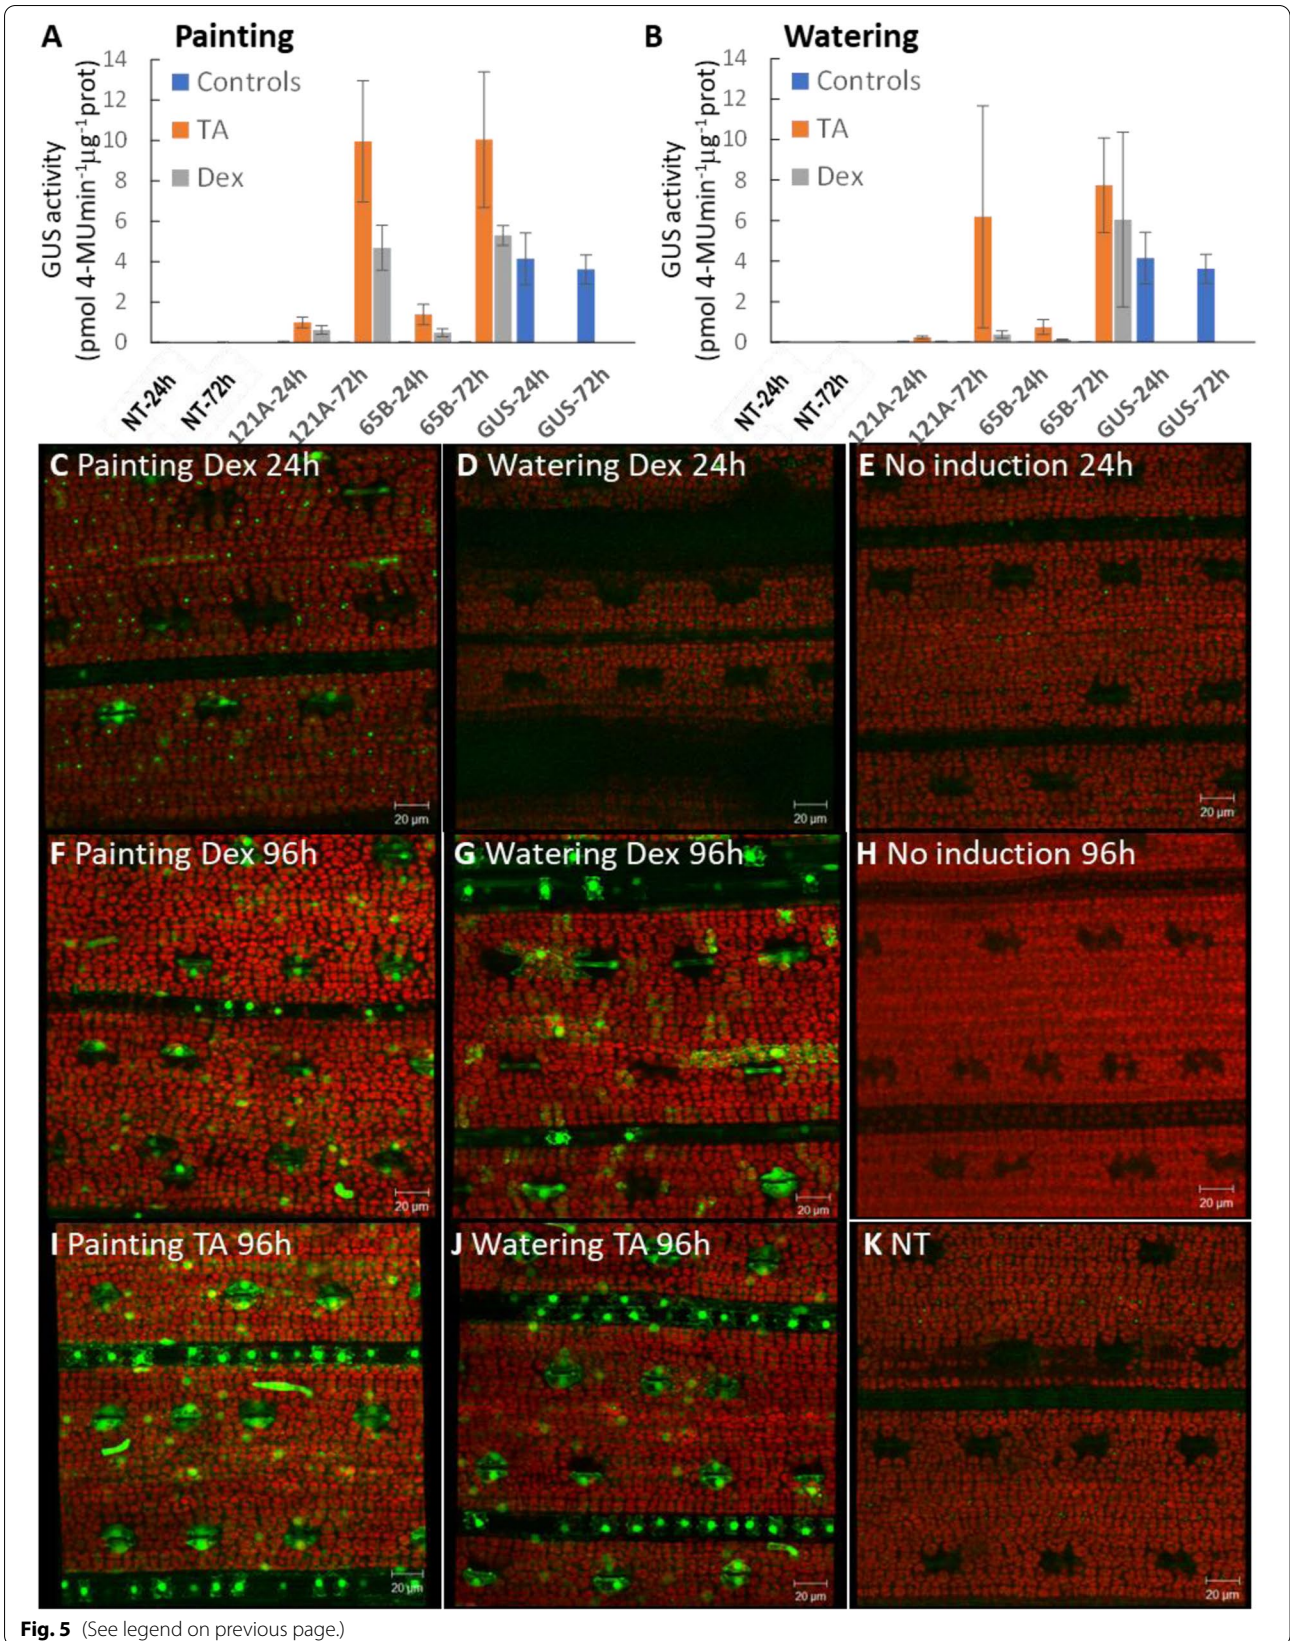 A Painting
GUS activity
(pmol 4-MUmin⁻¹µg⁻¹prot)
14
12
10
8
6
4
2
0
Controls
TA
Dex
NT-24h
NT-72h
121A-24h
121A-72h
65B-24h
65B-72h
GUS-24h
GUS-72h
B Watering
GUS activity
(pmol 4-MUmin⁻¹µg⁻¹prot)
14
12
10
8
6
4
2
0
Controls
TA
Dex
NT-24h
NT-72h
121A-24h
121A-72h
65B-24h
65B-72h
GUS-24h
GUS-72h
C Painting Dex 24h
20 µm
D Watering Dex 24h
20 µm
E No induction 24h
20 µm
F Painting Dex 96h
20 µm
G Watering Dex 96h
20 µm
H No induction 96h
20 µm
I Painting TA 96h
20 µm
J Watering TA 96h
20 µm
K NT
20 µm
Fig. 5 (See legend on previous page.)